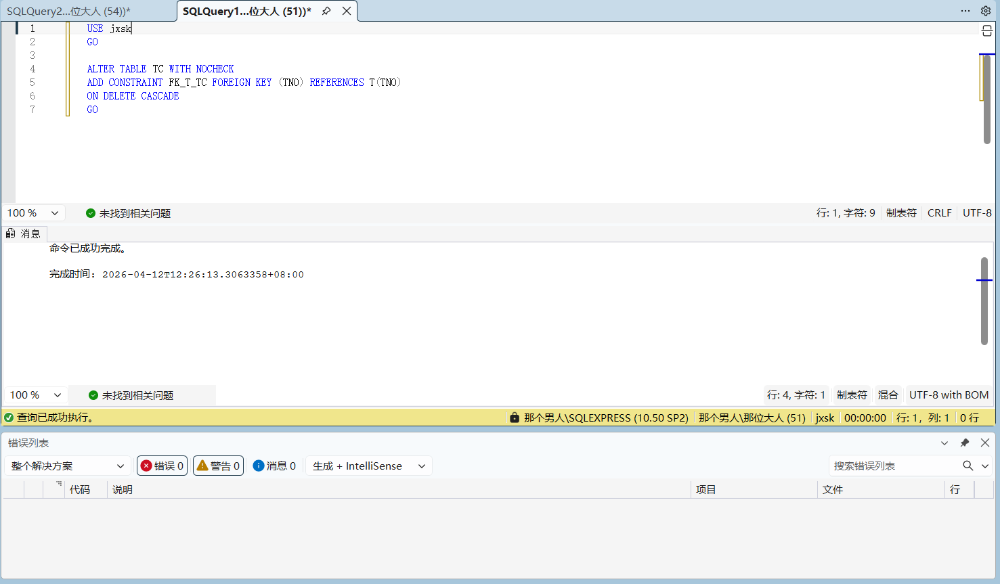 SQLQuery2...位大人 (54))*
SQLQuery1...位大人 (51))*
1 USE jxsk
2 GO
3
4 ALTER TABLE TC WITH NOCHECK
5 ADD CONSTRAINT FK_T_TC FOREIGN KEY (TNO) REFERENCES T(TNO)
6 ON DELETE CASCADE
7 GO
100 % 未找到相关问题 行: 1, 字符: 9 制表符 CRLF UTF-8
消息
命令已成功完成。
完成时间: 2026-04-12T12:26:13.3063358+08:00
100 % 未找到相关问题 行: 4, 字符: 1 制表符 混合 UTF-8 with BOM
查询已成功执行。 那个男人\SQLEXPRESS (10.50 SP2) 那个男人\那位大人 (51) jxsk 00:00:00 行: 1, 列: 1 0 行
错误列表
整个解决方案 错误 0 警告 0 消息 0 生成 + IntelliSense 搜索错误列表
代码 说明 项目 文件 行